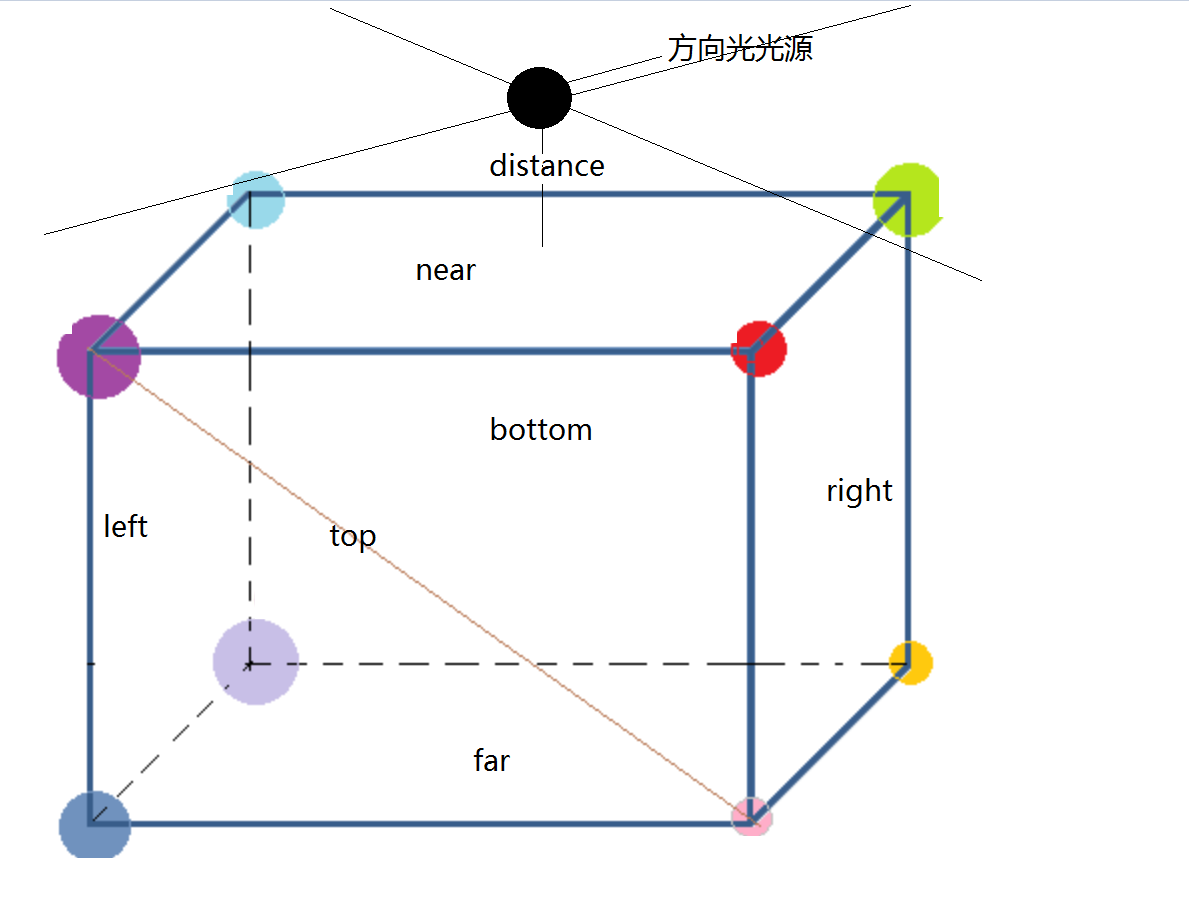 方向光光源
distance
near
bottom
right
left
top
far